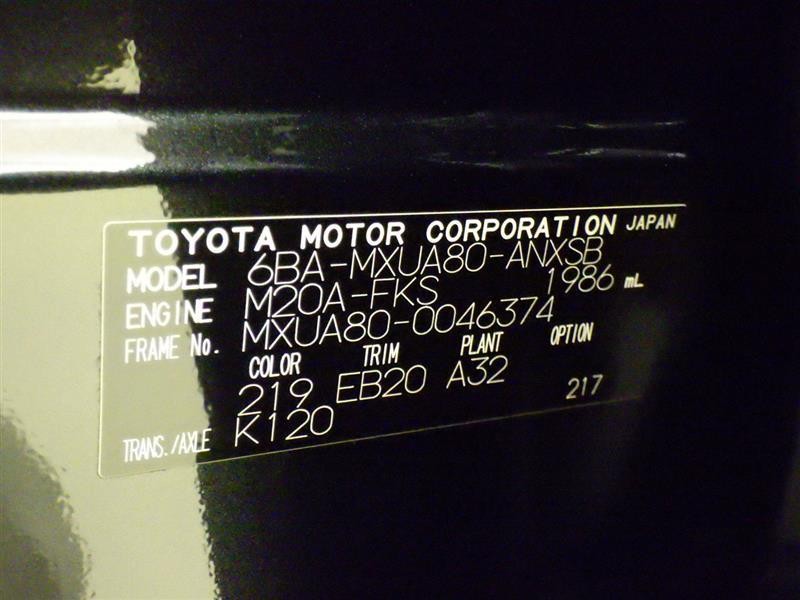 TOYOTA MOTOR CORPORATION JAPAN
MODEL 6BA-MXUA80-ANXSB
ENGINE M20A-FKS 1986 mL
FRAME No. MXUA80-0046374
COLOR TRIM PLANT OPTION
219 EB20 A32
TRANS./AXLE K120 217